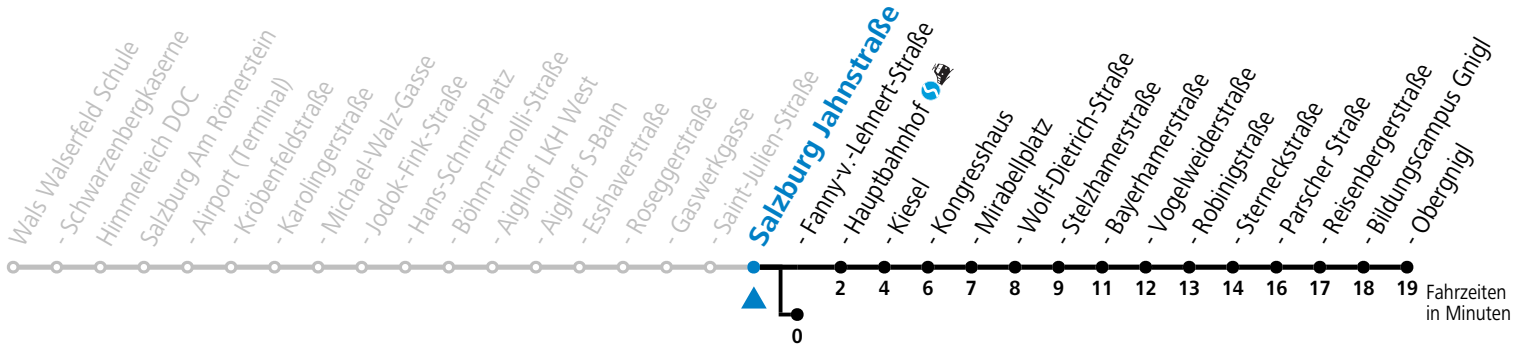 Wals Walserfeld Schule
- Schwarzenbergkaserne
Himmelreich DOC
Salzburg Am Römerstein
- Airport (Terminal)
- Kröbenfeldstraße
- Karolingerstraße
- Michael-Walz-Gasse
- Jodok-Fink-Straße
- Hans-Schmid-Platz
- Böhm-Ermolli-Straße
- Aiglhof LKH West
- Aiglhof S-Bahn
- Esshaverstraße
- Roseggerstraße
- Gaswerkgasse
- Saint-Julien-Straße
Salzburg Jahnstraße
- Fanny-v.-Lehnert-Straße
- Hauptbahnhof
- Kiesel
- Kongresshaus
- Mirabellplatz
- Wolf-Dietrich-Straße
- Stelzhamerstraße
- Bayerhamerstraße
- Vogelweiderstraße
- Robinigstraße
- Sterneckstraße
- Parscher Straße
- Reisenbergerstraße
- Bildungscampus Gnigl
- Obergnigl
2 4 6 7 8 9 11 12 13 14 16 17 18 19
Fahrzeiten
in Minuten
0